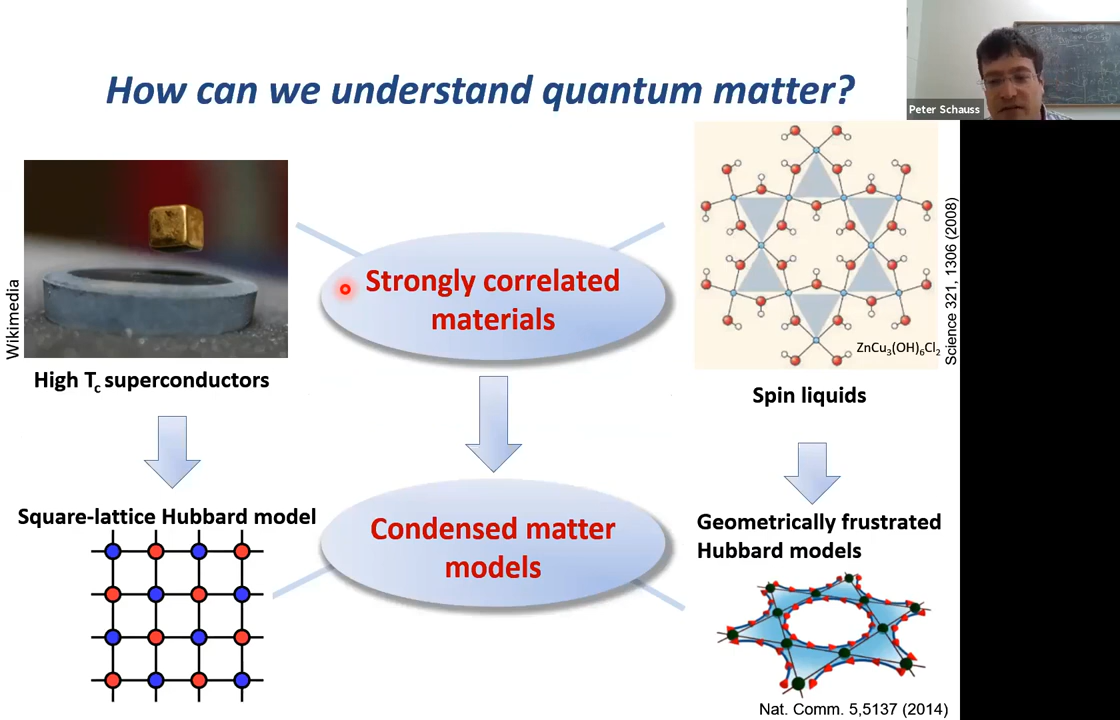 How can we understand quantum matter?
Peter Schauss
Wikimedia
High Tc superconductors
Strongly correlated
materials
ZnCu3(OH)6Cl2
Science 321, 1306 (2008)
Spin liquids
Square-lattice Hubbard model
Condensed matter
models
Geometrically frustrated
Hubbard models
Nat. Comm. 5,5137 (2014)